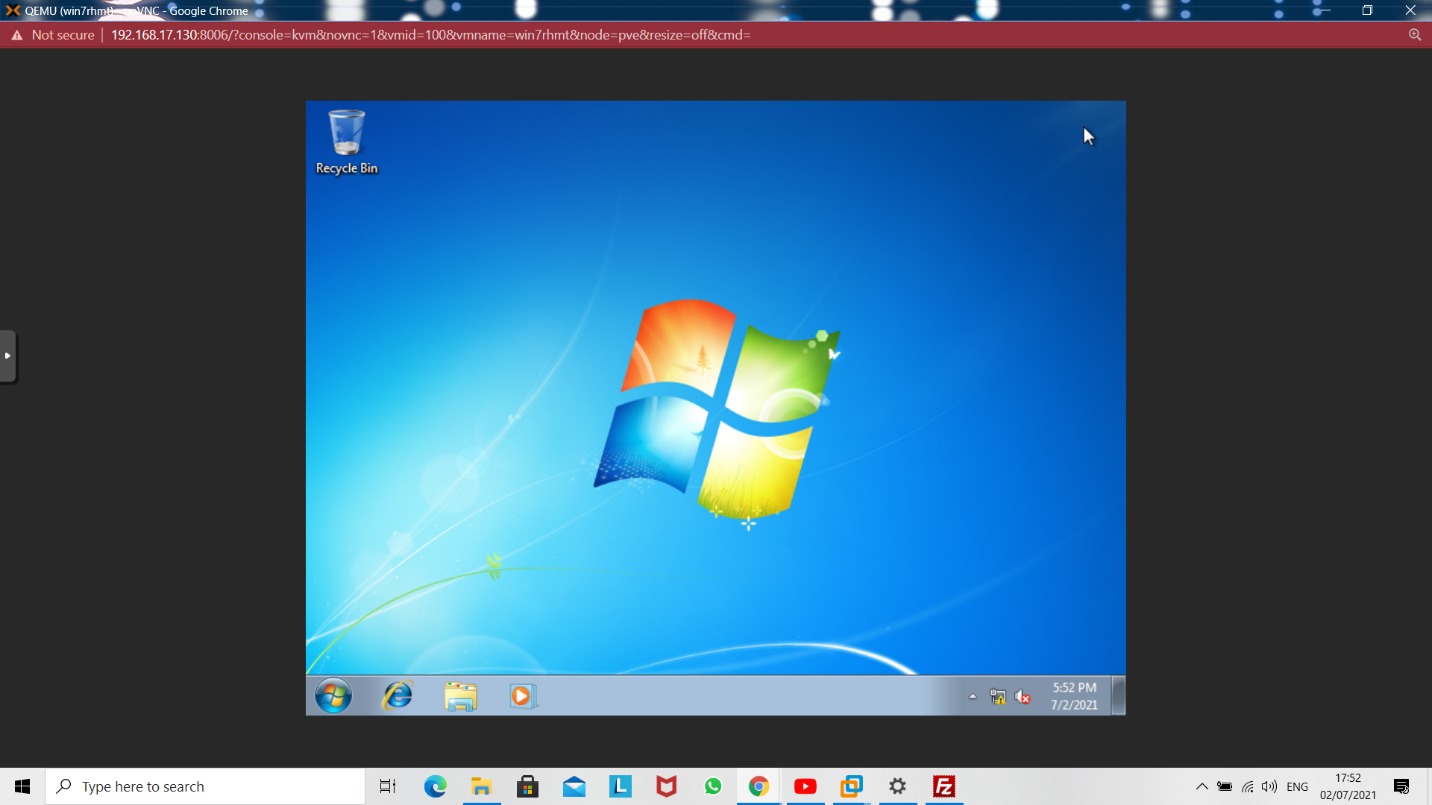 QEMU (win7rhmt) - noVNC - Google Chrome
Not secure | 192.168.17.130:8006/?console=kvm&novnc=1&vmid=100&vmname=win7rhmt&node=pve&resize=off&cmd=
Recycle Bin
5:52 PM
7/2/2021
Type here to search
L
ENG
17:52
02/07/2021
3